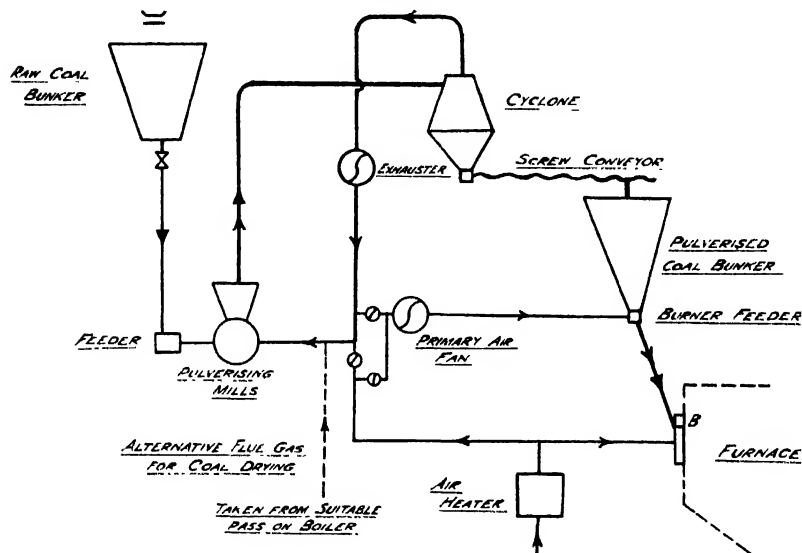 RAW COAL
BUNKER
CYCLONE
SCREW CONVEYOR
EXHAUSTER
PULVERISED
COAL BUNKER
BURNER FEEDER
FEEDER
PULVERISING
MILLS
PRIMARY AIR
FAN
B
FURNACE
ALTERNATIVE FLUE GAS
FOR COAL DRYING
AIR
HEATER
TAKEN FROM SUITABLE
PASS ON BOILER